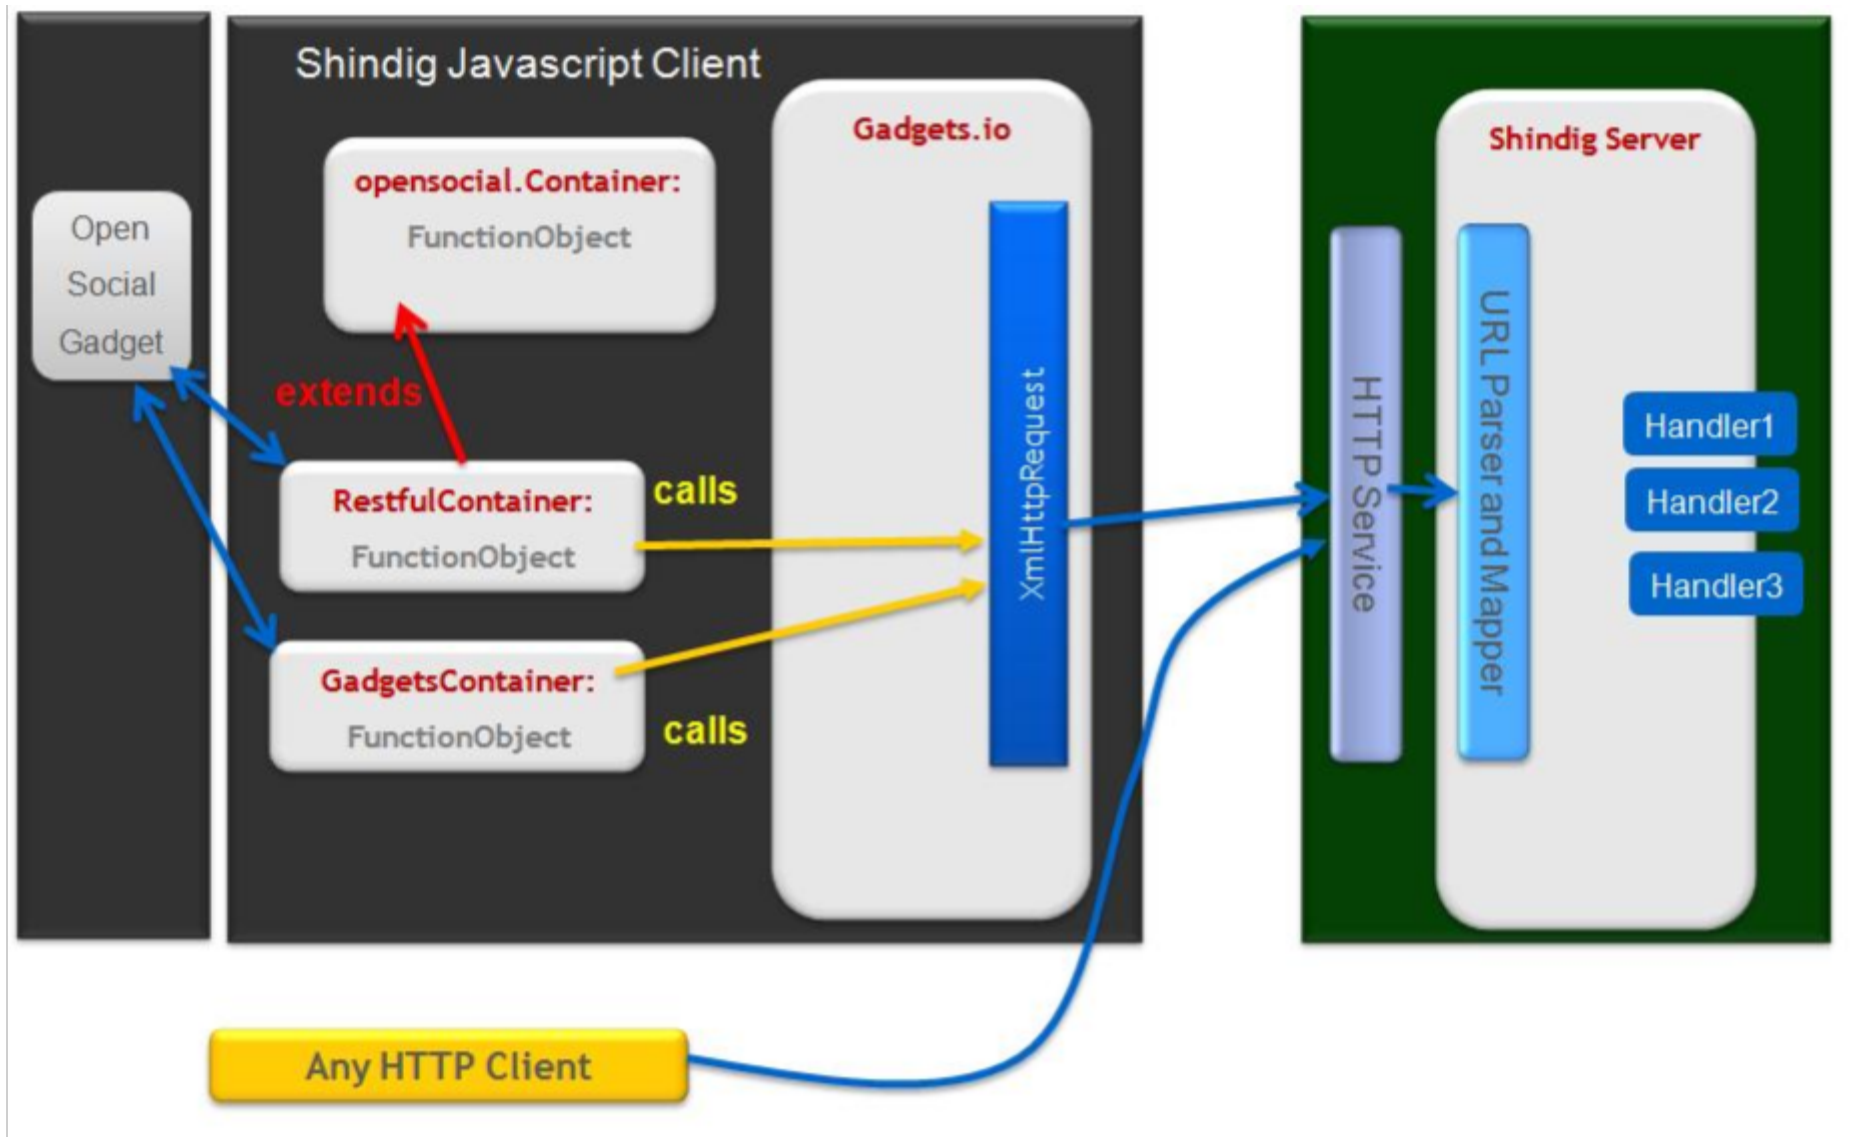 Shindig Javascript Client
Open
Social
Gadget
opensocial.Container:
FunctionObject
extends
RestfulContainer:
FunctionObject
calls
GadgetsContainer:
FunctionObject
calls
Gadgets.io
XmlHttpRequest
Shindig Server
HTTP Service
URL Parser and Mapper
Handler1
Handler2
Handler3
Any HTTP Client